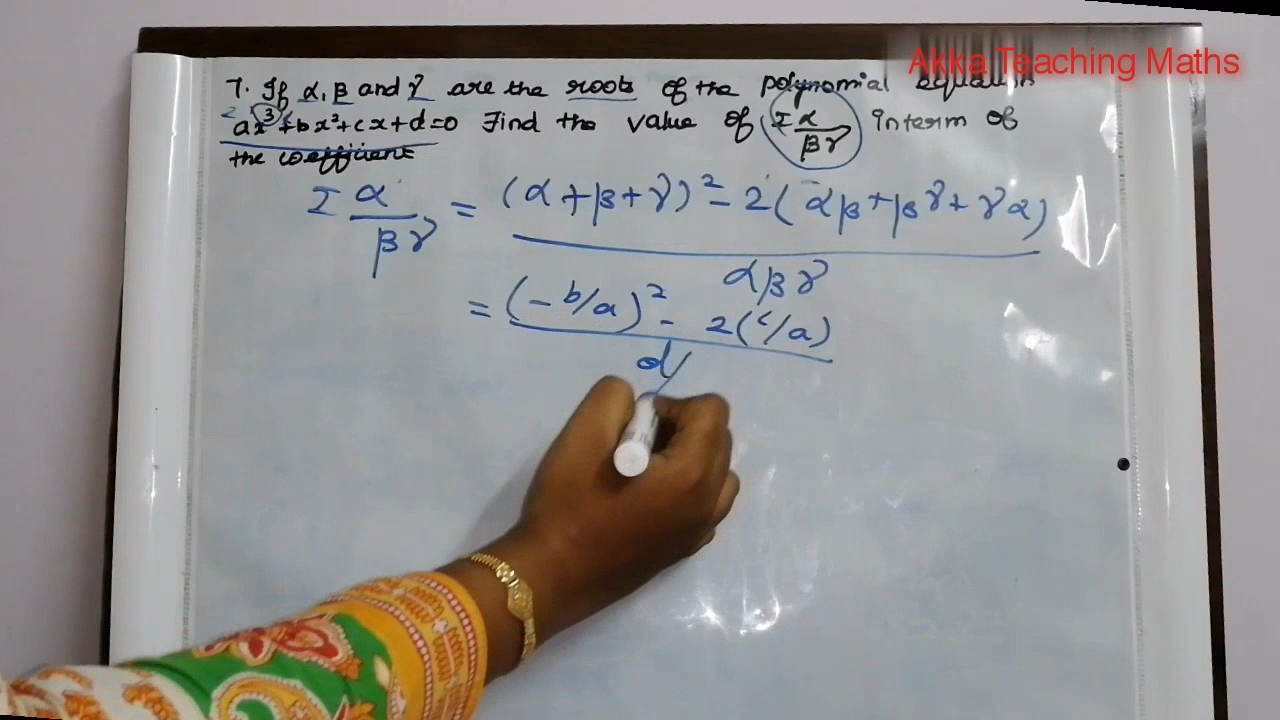 Akka Teaching Maths
7. If α, β and γ are the roots of the polynomial equation
ax³+bx²+cx+d=0 Find the value of Σ α/βγ interm of
the coefficient
Σ α/βγ = (α+β+γ)² - 2(αβ+βγ+γα) / αβγ
= (-b/a)² - 2(c/a) / d/